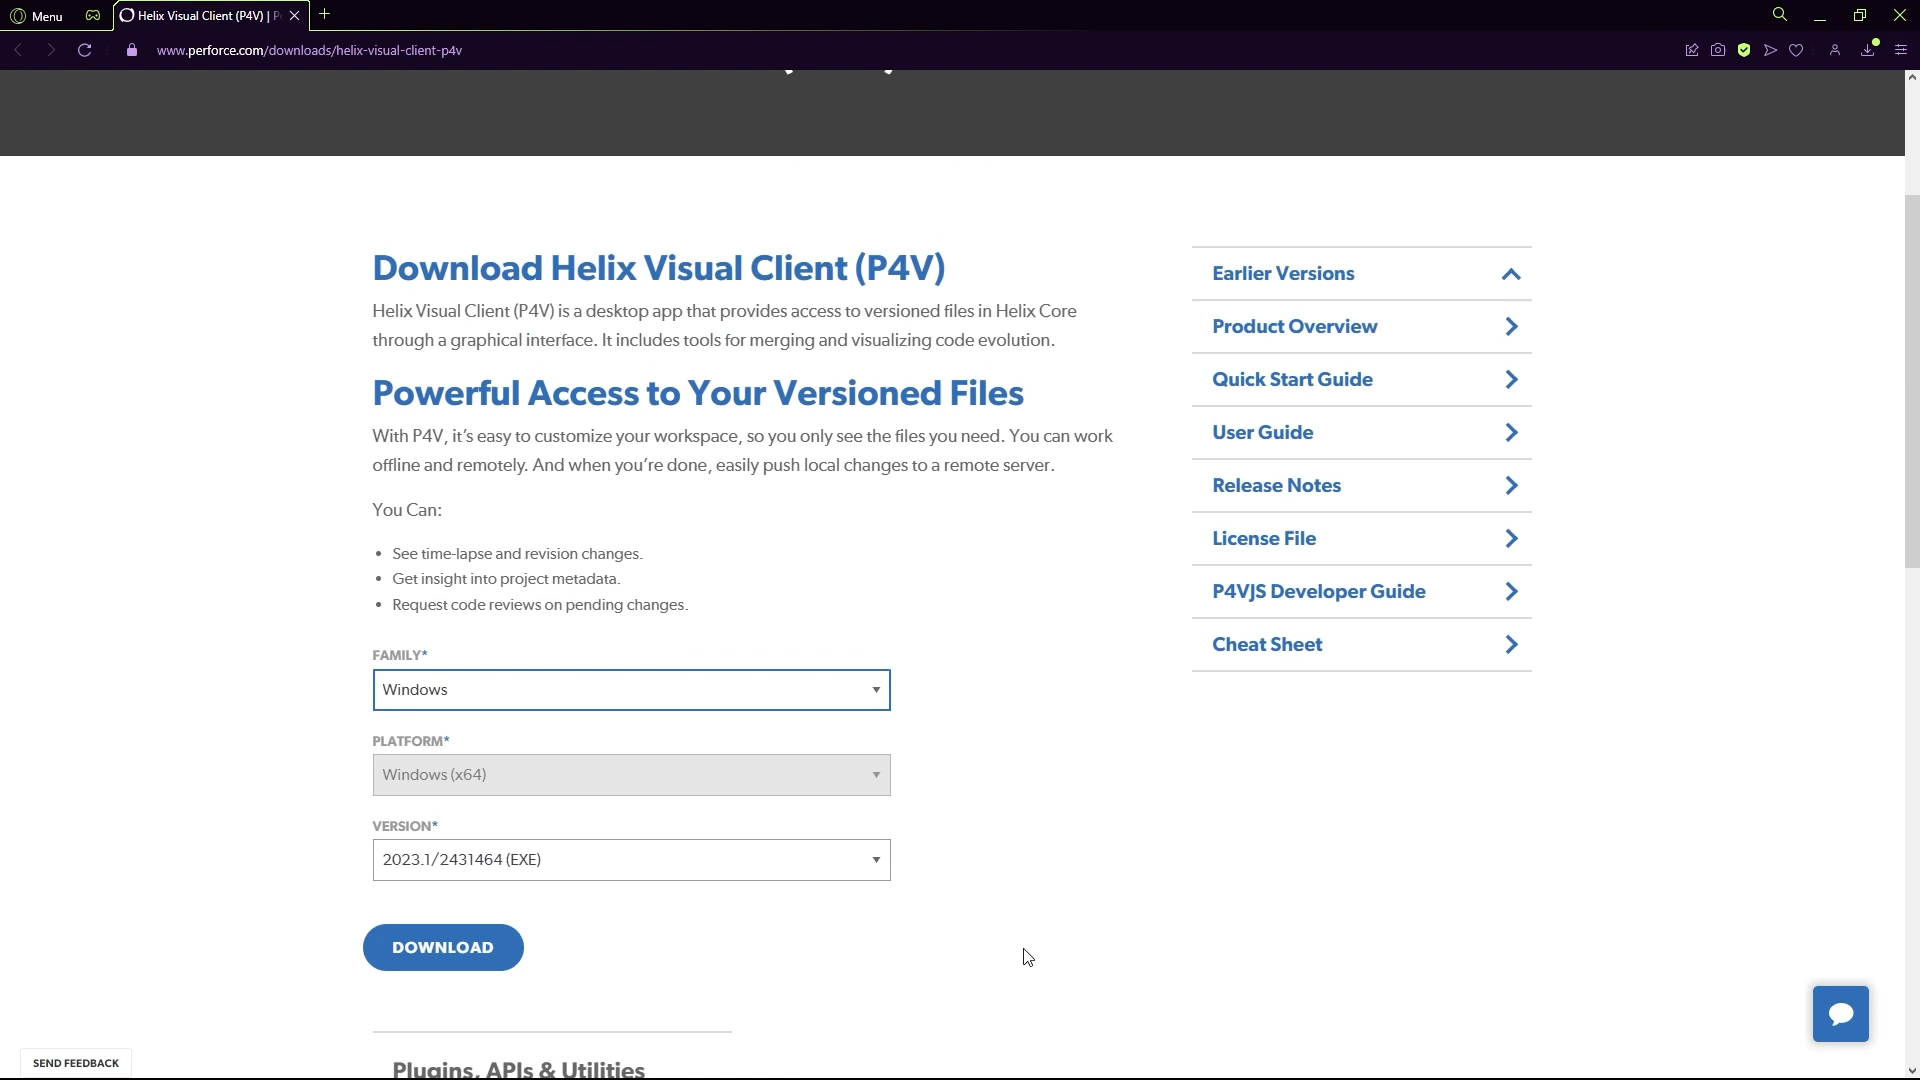 Menu
Helix Visual Client (P4V) | P
www.perforce.com/downloads/helix-visual-client-p4v
Download Helix Visual Client (P4V)
Helix Visual Client (P4V) is a desktop app that provides access to versioned files in Helix Core
through a graphical interface. It includes tools for merging and visualizing code evolution.
Powerful Access to Your Versioned Files
With P4V, it’s easy to customize your workspace, so you only see the files you need. You can work
offline and remotely. And when you’re done, easily push local changes to a remote server.
You Can:
• See time-lapse and revision changes.
• Get insight into project metadata.
• Request code reviews on pending changes.
FAMILY*
Windows
PLATFORM*
Windows (x64)
VERSION*
2023.1/2431464 (EXE)
DOWNLOAD
Plugins, APIs & Utilities
Earlier Versions
Product Overview
Quick Start Guide
User Guide
Release Notes
License File
P4VJS Developer Guide
Cheat Sheet
SEND FEEDBACK